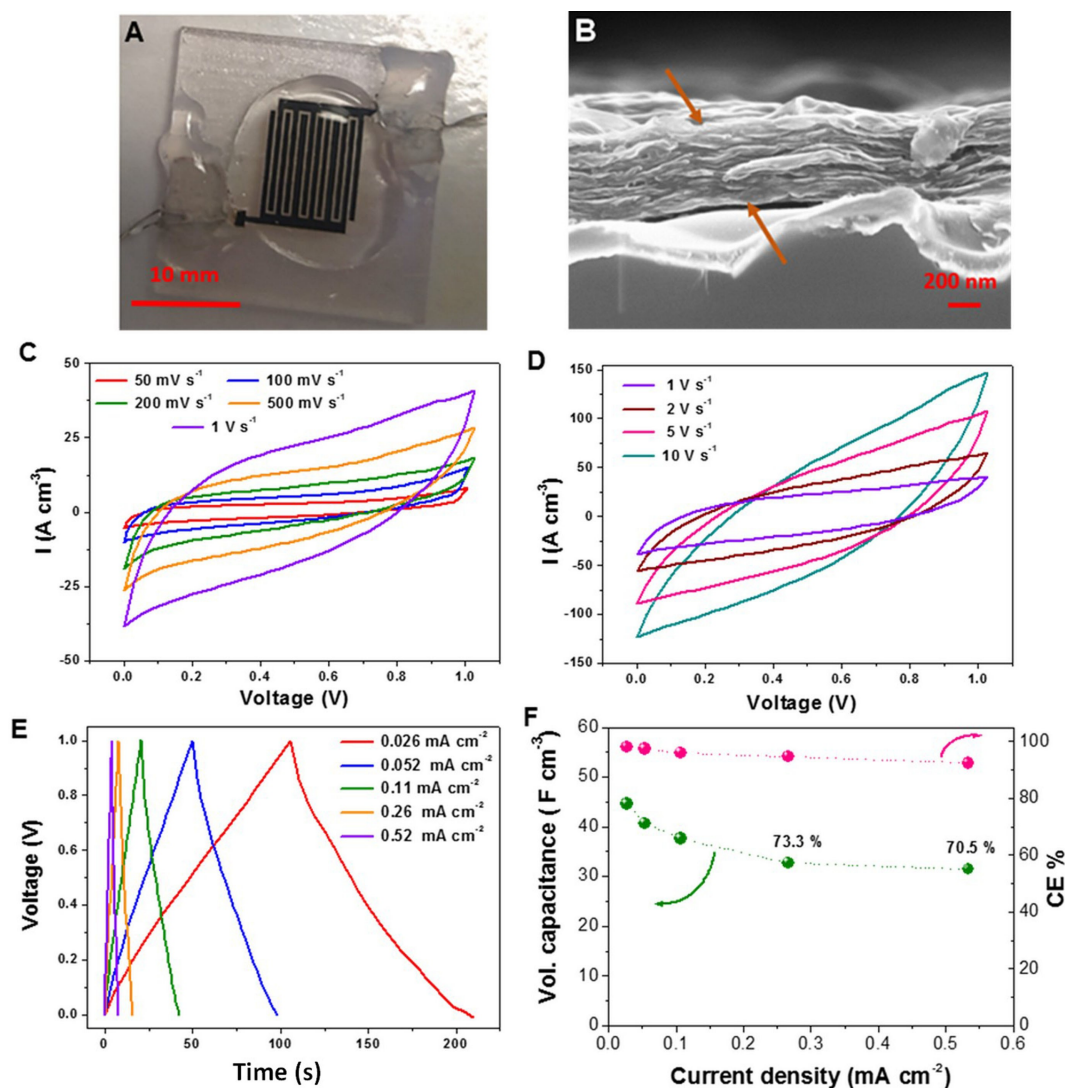 A
10 mm
B
200 nm
C
50 mV s⁻¹
100 mV s⁻¹
200 mV s⁻¹
500 mV s⁻¹
1 V s⁻¹
50
25
0
-25
-50
I (A cm⁻³)
0.0 0.2 0.4 0.6 0.8 1.0
Voltage (V)
D
1 V s⁻¹
2 V s⁻¹
5 V s⁻¹
10 V s⁻¹
150
100
50
0
-50
-100
-150
I (A cm⁻³)
0.0 0.2 0.4 0.6 0.8 1.0
Voltage (V)
E
0.026 mA cm⁻²
0.052 mA cm⁻²
0.11 mA cm⁻²
0.26 mA cm⁻²
0.52 mA cm⁻²
1.0
0.8
0.6
0.4
0.2
0.0
Voltage (V)
0 50 100 150 200
Time (s)
F
60
55
50
45
40
35
30
25
20
15
10
5
0
Vol. capacitance ( F cm⁻³)
73.3 %
70.5 %
100
80
60
40
20
0
CE %
0.0 0.1 0.2 0.3 0.4 0.5 0.6
Current density (mA cm⁻²)